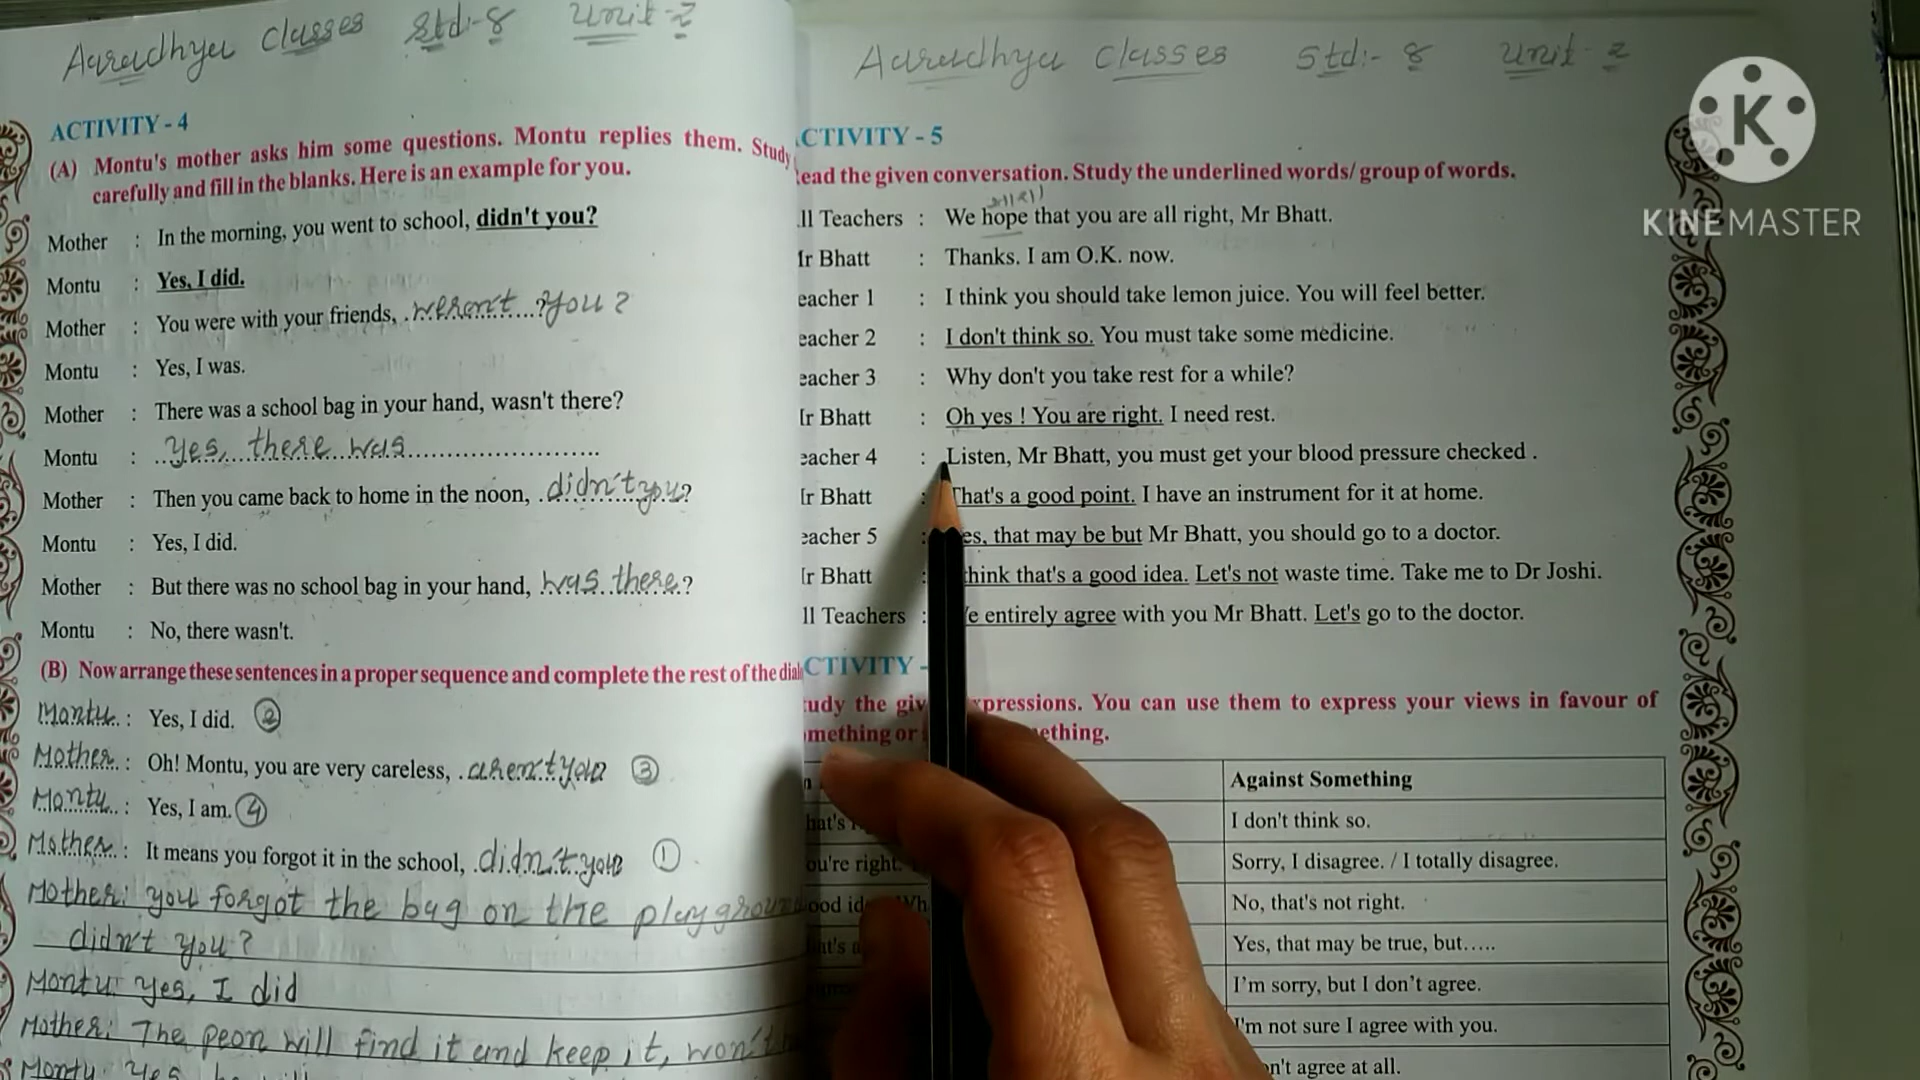 Aaradhya Classes Std:- 8 Unit-2
ACTIVITY - 4
(A) Montu's mother asks him some questions. Montu replies them. Study
carefully and fill in the blanks. Here is an example for you.
Mother : In the morning, you went to school, didn't you?
Montu : Yes, I did.
Mother : You were with your friends, weren't ? you?
Montu : Yes, I was.
Mother : There was a school bag in your hand, wasn't there?
Montu : Yes, there was
Mother : Then you came back to home in the noon, didn't you?
Montu : Yes, I did.
Mother : But there was no school bag in your hand, was there?
Montu : No, there wasn't.
(B) Now arrange these sentences in a proper sequence and complete the rest of the dial
Montu : Yes, I did. 2
Mother : Oh! Montu, you are very careless, aren't you? 3
Montu : Yes, I am. 4
Mother : It means you forgot it in the school, didn't you? 1
Mother: you forgot the bag on the playgroun
didn't you?
Montu: Yes, I did
Mother: The peon will find it and keep it, won't h
Montu: Yes,
Aaradhya Classes Std:- 8 Unit-2
CTIVITY - 5
ead the given conversation. Study the underlined words/ group of words.
ll Teachers : We hope that you are all right, Mr Bhatt.
Mr Bhatt : Thanks. I am O.K. now.
eacher 1 : I think you should take lemon juice. You will feel better.
eacher 2 : I don't think so. You must take some medicine.
eacher 3 : Why don't you take rest for a while?
r Bhatt : Oh yes ! You are right. I need rest.
eacher 4 : Listen, Mr Bhatt, you must get your blood pressure checked .
r Bhatt : That's a good point. I have an instrument for it at home.
eacher 5 : es, that may be but Mr Bhatt, you should go to a doctor.
r Bhatt : think that's a good idea. Let's not waste time. Take me to Dr Joshi.
ll Teachers : e entirely agree with you Mr Bhatt. Let's go to the doctor.
CTIVITY -
udy the giv xpressions. You can use them to express your views in favour of
mething or ething.
Against Something
hat's I don't think so.
ou're right. Sorry, I disagree. / I totally disagree.
ood id Wh No, that's not right.
Yes, that may be true, but.....
I'm sorry, but I don't agree.
I'm not sure I agree with you.
n't agree at all.
K
KINEMASTER